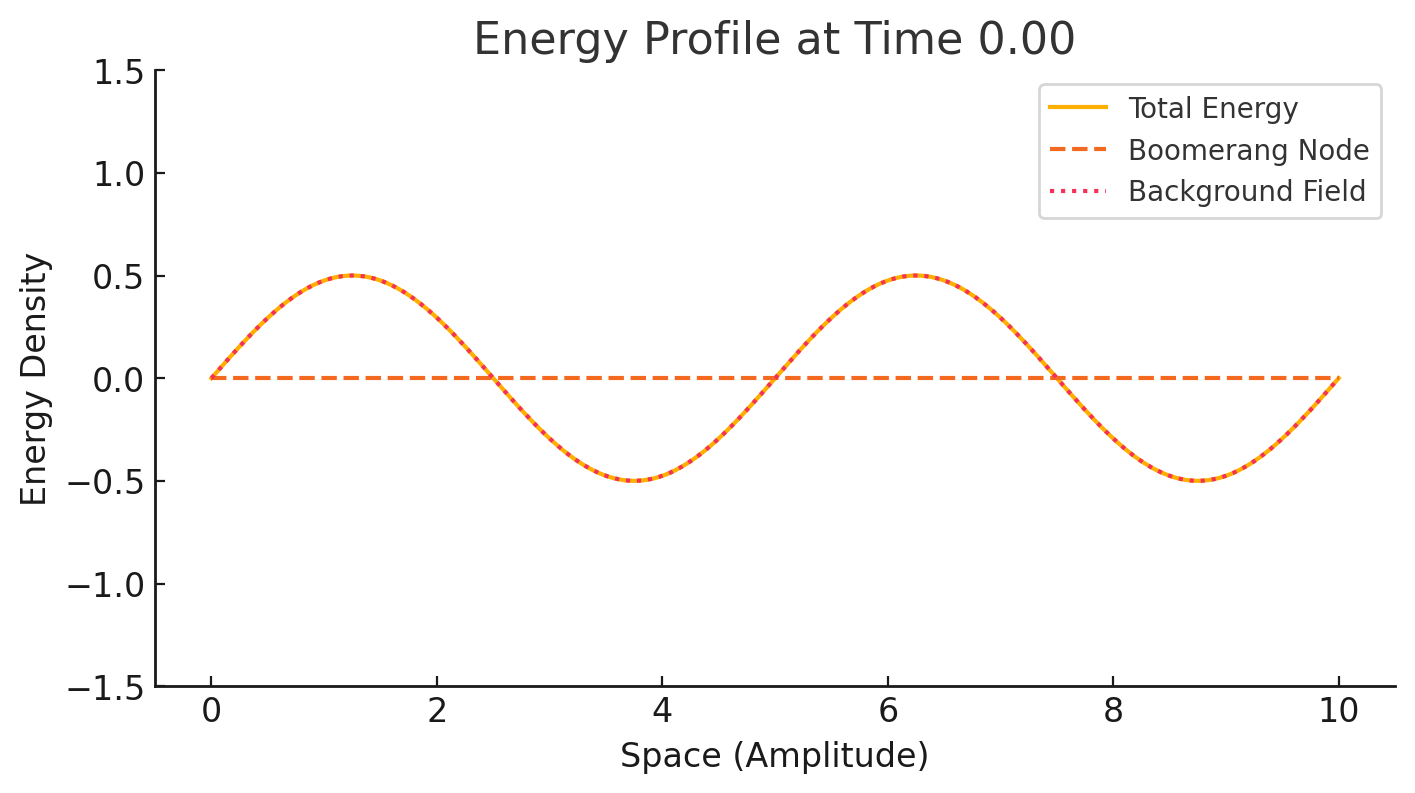 Energy Profile at Time 0.00
1.5
1.0
0.5
0.0
−0.5
−1.0
−1.5
Energy Density
Total Energy
Boomerang Node
Background Field
0 2 4 6 8 10
Space (Amplitude)